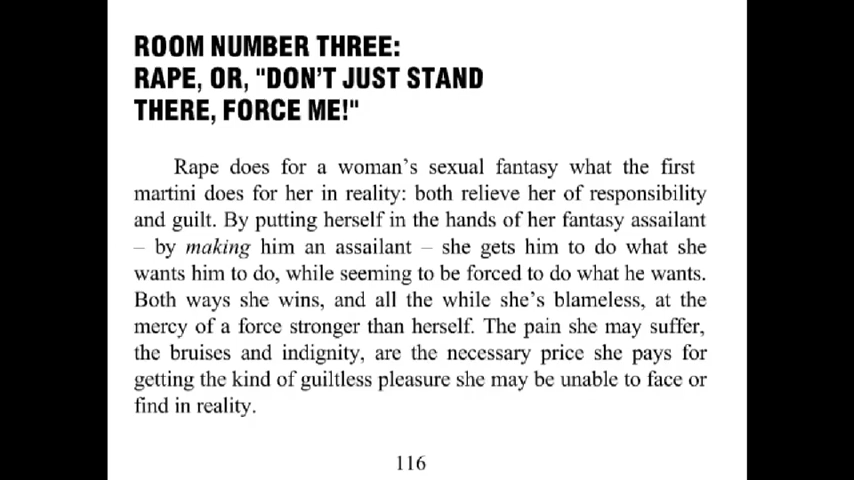 ROOM NUMBER THREE:
RAPE, OR, "DON'T JUST STAND
THERE, FORCE ME!"
Rape does for a woman's sexual fantasy what the first
martini does for her in reality: both relieve her of responsibility
and guilt. By putting herself in the hands of her fantasy assailant
– by making him an assailant – she gets him to do what she
wants him to do, while seeming to be forced to do what he wants.
Both ways she wins, and all the while she's blameless, at the
mercy of a force stronger than herself. The pain she may suffer,
the bruises and indignity, are the necessary price she pays for
getting the kind of guiltless pleasure she may be unable to face or
find in reality.
116